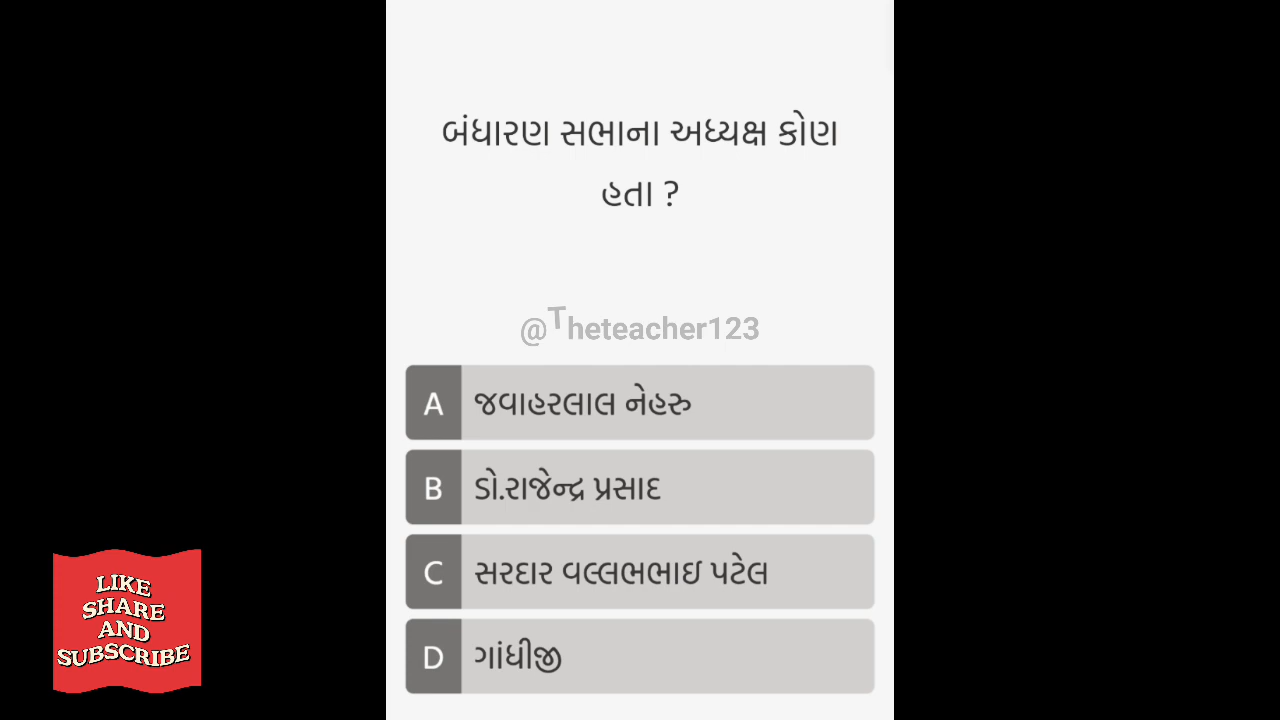 બંધારણ સભાના અધ્યક્ષ કોણ
હતા ?
@Theteacher123
A જવાહરલાલ નેહરુ
B ડો.રાજેન્દ્ર પ્રસાદ
C સરદાર વલ્લભભાઇ પટેલ
D ગાંધીજી
LIKE
SHARE
AND
SUBSCRIBE